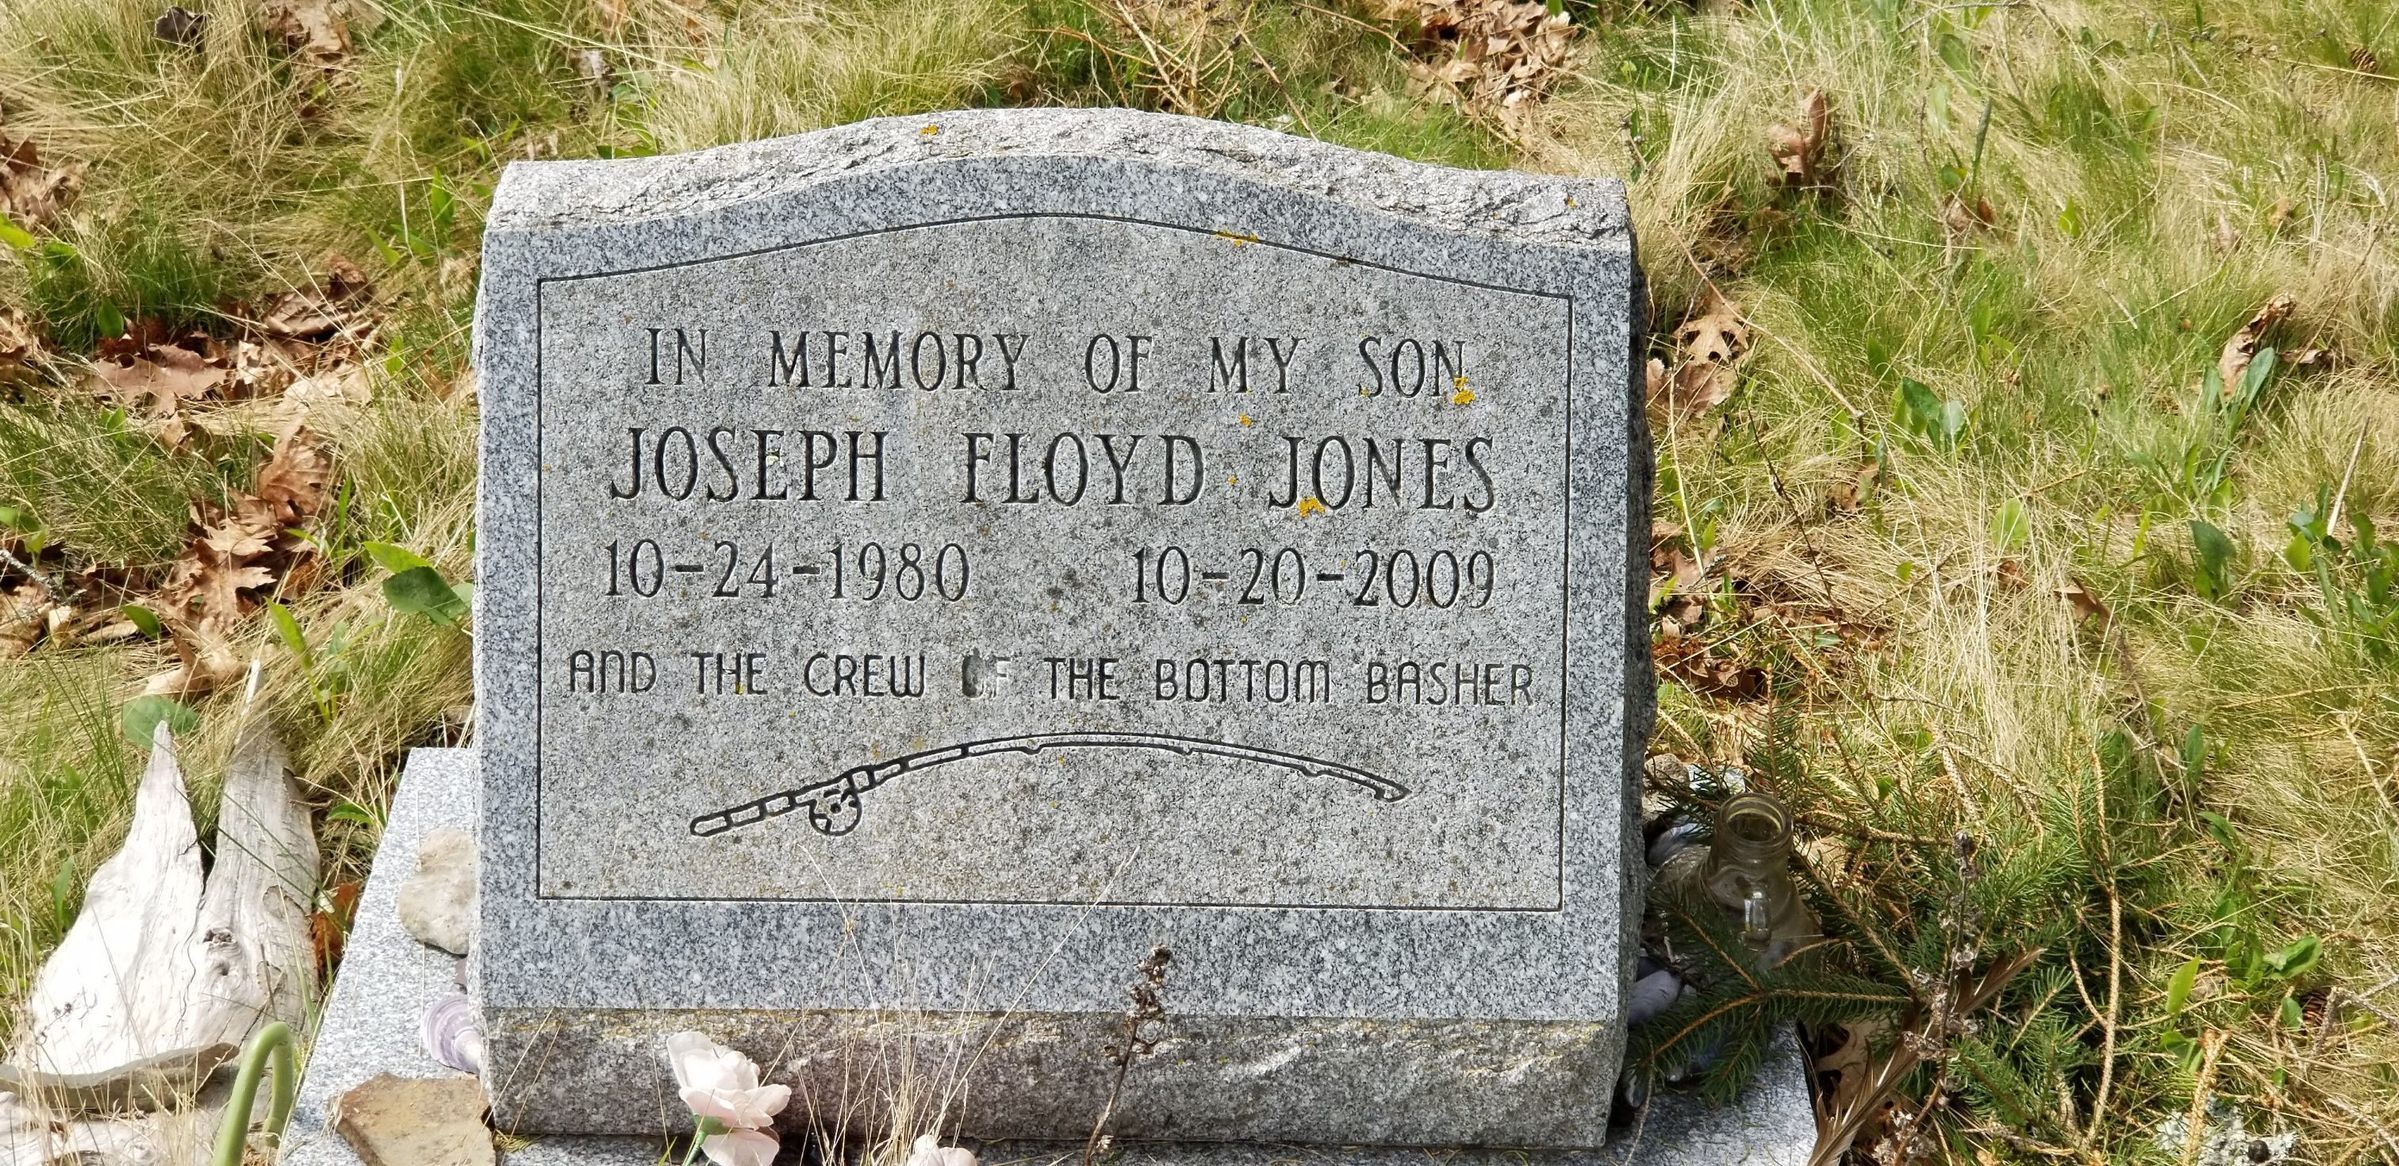 IN MEMORY OF MY SON
JOSEPH FLOYD JONES
10-24-1980 10-20-2009
AND THE CREW OF THE BOTTOM BASHER